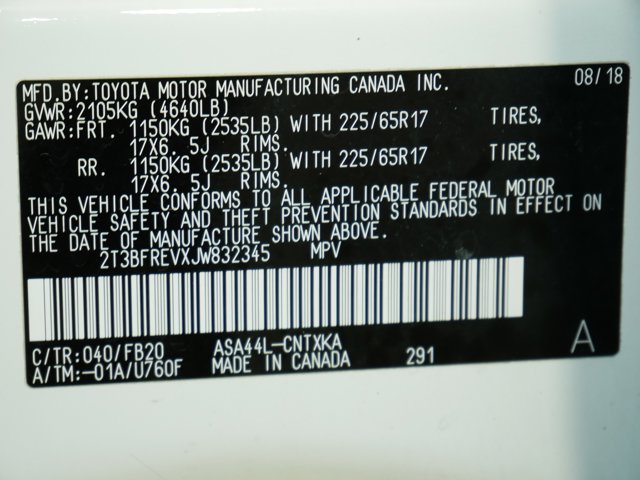 MFD.BY:TOYOTA MOTOR MANUFACTURING CANADA INC. 08/18
GVWR:2105KG (4640LB)
GAWR:FRT. 1150KG (2535LB) WITH 225/65R17 TIRES,
17X6. 5J RIMS.
RR. 1150KG (2535LB) WITH 225/65R17 TIRES,
17X6. 5J RIMS.
THIS VEHICLE CONFORMS TO ALL APPLICABLE FEDERAL MOTOR
VEHICLE SAFETY AND THEFT PREVENTION STANDARDS IN EFFECT ON
THE DATE OF MANUFACTURE SHOWN ABOVE.
2T3BFREVXJW832345 MPV
C/TR:040/FB20 ASA44L-CNTXKA
A/TM:-01A/U760F MADE IN CANADA 291 A